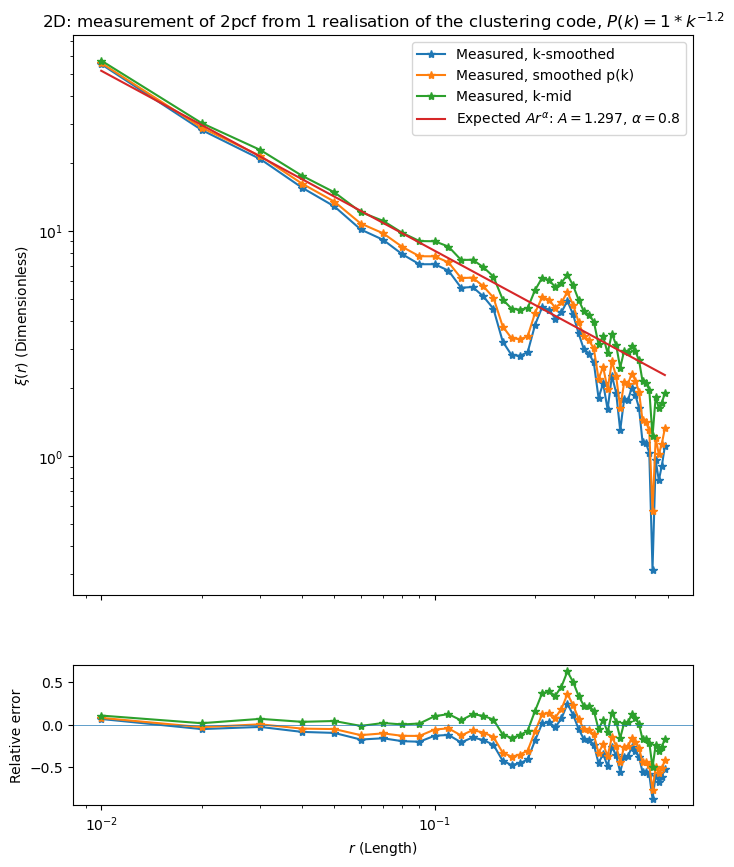 2D: measurement of 2pcf from 1 realisation of the clustering code, $P(k) = 1 * k^{-1.2}$
Measured, k-smoothed
Measured, smoothed p(k)
Measured, k-mid
Expected $Ar^{\alpha}$: $A = 1.297$, $\alpha = 0.8$
$10^1$
$10^0$
$\xi(r)$ (Dimensionless)
0.5
0.0
−0.5
Relative error
$10^{-2}$ $10^{-1}$
$r$ (Length)